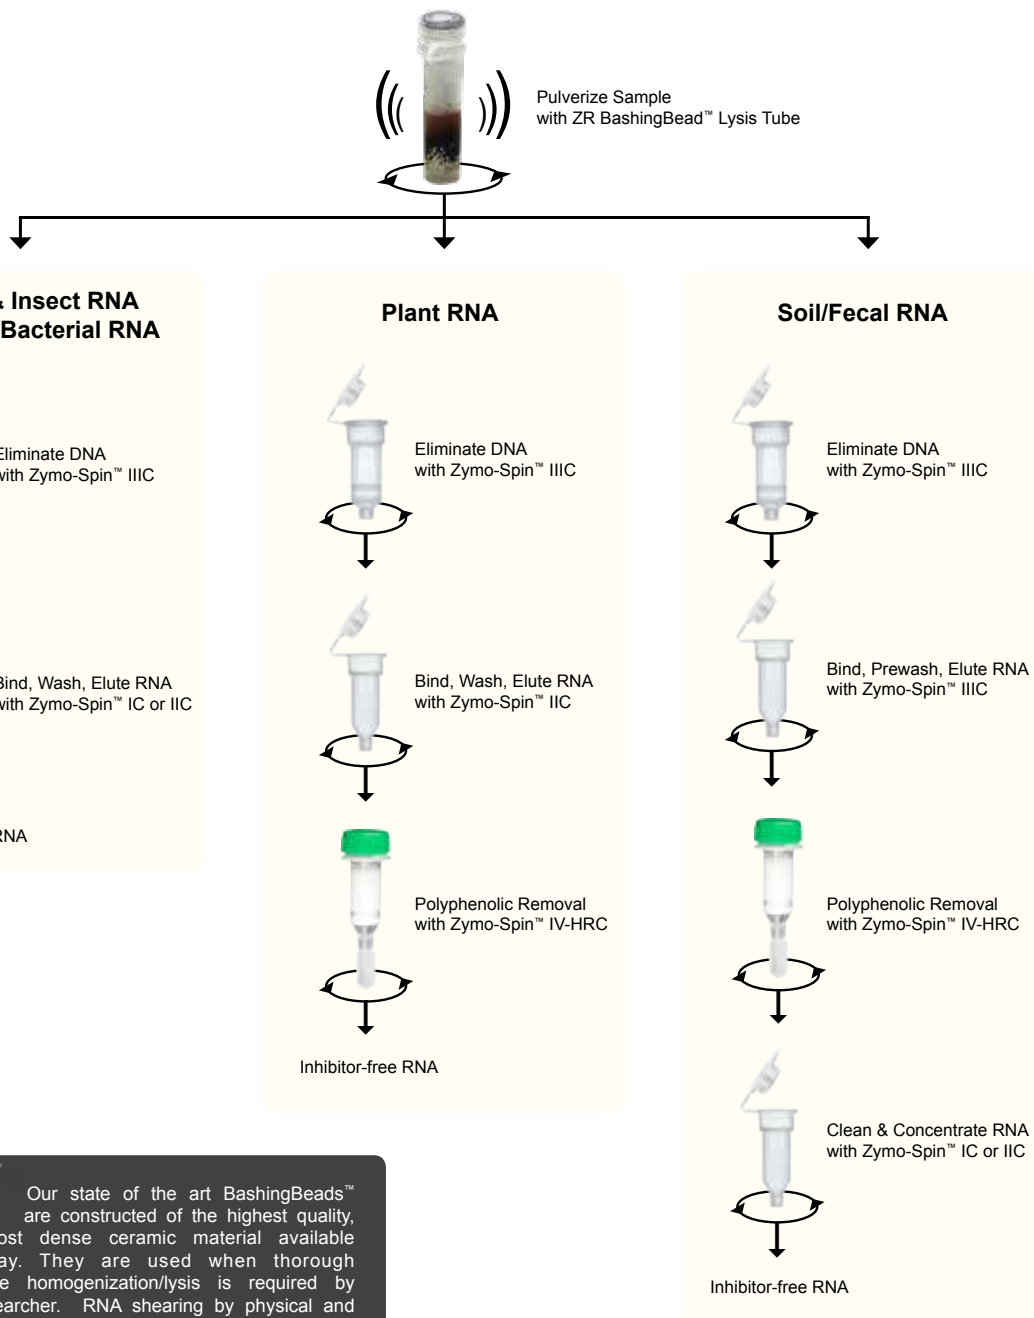 Pulverize Sample
with ZR BashingBead™ Lysis Tube
& Insect RNA
Bacterial RNA
Eliminate DNA
with Zymo-Spin™ IIIC
Bind, Wash, Elute RNA
with Zymo-Spin™ IC or IIC
RNA
Plant RNA
Eliminate DNA
with Zymo-Spin™ IIIC
Bind, Wash, Elute RNA
with Zymo-Spin™ IIC
Polyphenolic Removal
with Zymo-Spin™ IV-HRC
Inhibitor-free RNA
Soil/Fecal RNA
Eliminate DNA
with Zymo-Spin™ IIIC
Bind, Prewash, Elute RNA
with Zymo-Spin™ IIIC
Polyphenolic Removal
with Zymo-Spin™ IV-HRC
Clean & Concentrate RNA
with Zymo-Spin™ IC or IIC
Inhibitor-free RNA
Our state of the art BashingBeads™
are constructed of the highest quality,
ost dense ceramic material available
ay. They are used when thorough
e homogenization/lysis is required by
earcher. RNA shearing by physical and